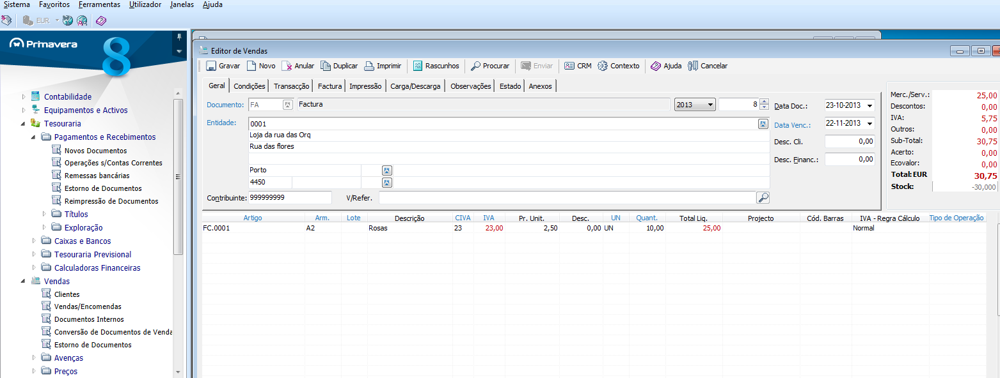 Sistema Favoritos Ferramentas Utilizador Janelas Ajuda
EUR
Primavera 8
Contabilidade
Equipamentos e Activos
Tesouraria
Pagamentos e Recebimentos
Novos Documentos
Operações s/Contas Correntes
Remessas bancárias
Estorno de Documentos
Reimpressão de Documentos
Títulos
Exploração
Caixas e Bancos
Tesouraria Previsional
Calculadoras Financeiras
Vendas
Clientes
Vendas/Encomendas
Documentos Internos
Conversão de Documentos de Venda
Estorno de Documentos
Avenças
Preços
Editor de Vendas
Gravar Novo Anular Duplicar Imprimir Rascunhos Procurar Enviar CRM Contexto Ajuda Cancelar
Geral Condições Transacção Factura Impressão Carga/Descarga Observações Estado Anexos
Documento: FA F4 Factura 2013 8 Data Doc.: 23-10-2013
Entidade: 0001 F4 Data Venc.: 22-11-2013
Loja da rua das Orq Desc. Cli. 0,00
Rua das flores
Desc. Financ.: 0,00
Porto F4
4450 F4
Contribuinte: 999999999 V/Refer.
Merc./Serv.: 25,00
Descontos: 0,00
IVA: 5,75
Outros: 0,00
Sub-Total: 30,75
Acerto: 0,00
Ecovalor: 0,00
Total:EUR 30,75
Stock: -30,000
Artigo Arm. Lote Descrição CIVA IVA Pr. Unit. Desc. UN Quant. Total Liq. Projecto Cód. Barras IVA - Regra Cálculo Tipo de Operação
FC.0001 A2 Rosas 23 23,00 2,50 0,00 UN 10,00 25,00 Normal